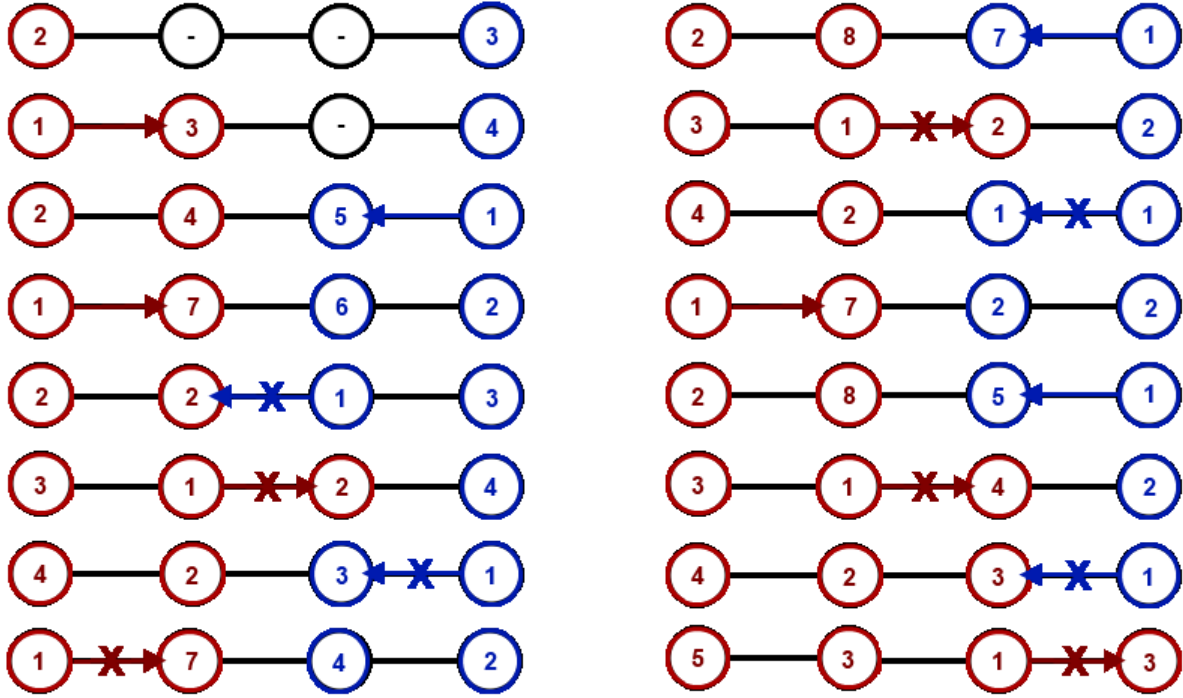 2 - - 3
1 3 - 4
2 4 5 1
1 7 6 2
2 2 X 1 3
3 1 X 2 4
4 2 3 X 1
1 X 7 4 2
2 8 7 1
3 1 X 2 2
4 2 1 X 1
1 7 2 2
2 8 5 1
3 1 X 4 2
4 2 3 X 1
5 3 1 X 3